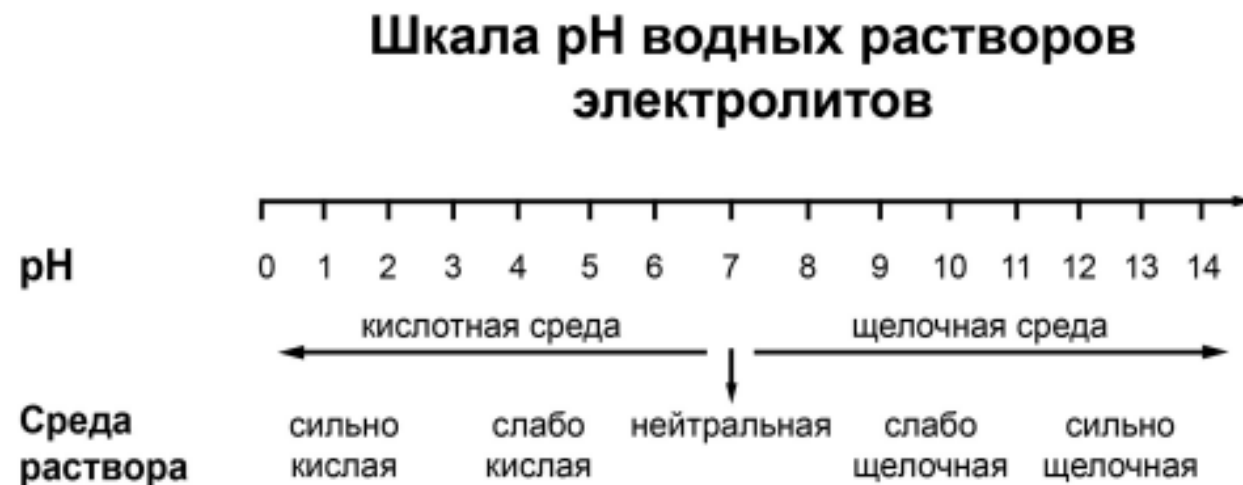 Шкала pH водных растворов
электролитов
pH 0 1 2 3 4 5 6 7 8 9 10 11 12 13 14
кислотная среда щелочная среда
Среда сильно слабо нейтральная слабо сильно
раствора кислая кислая щелочная щелочная